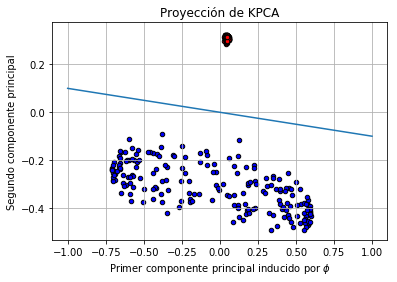 Proyección de KPCA
Segundo componente principal
0.2
0.0
−0.2
−0.4
−1.00 −0.75 −0.50 −0.25 0.00 0.25 0.50 0.75 1.00
Primer componente principal inducido por ϕ